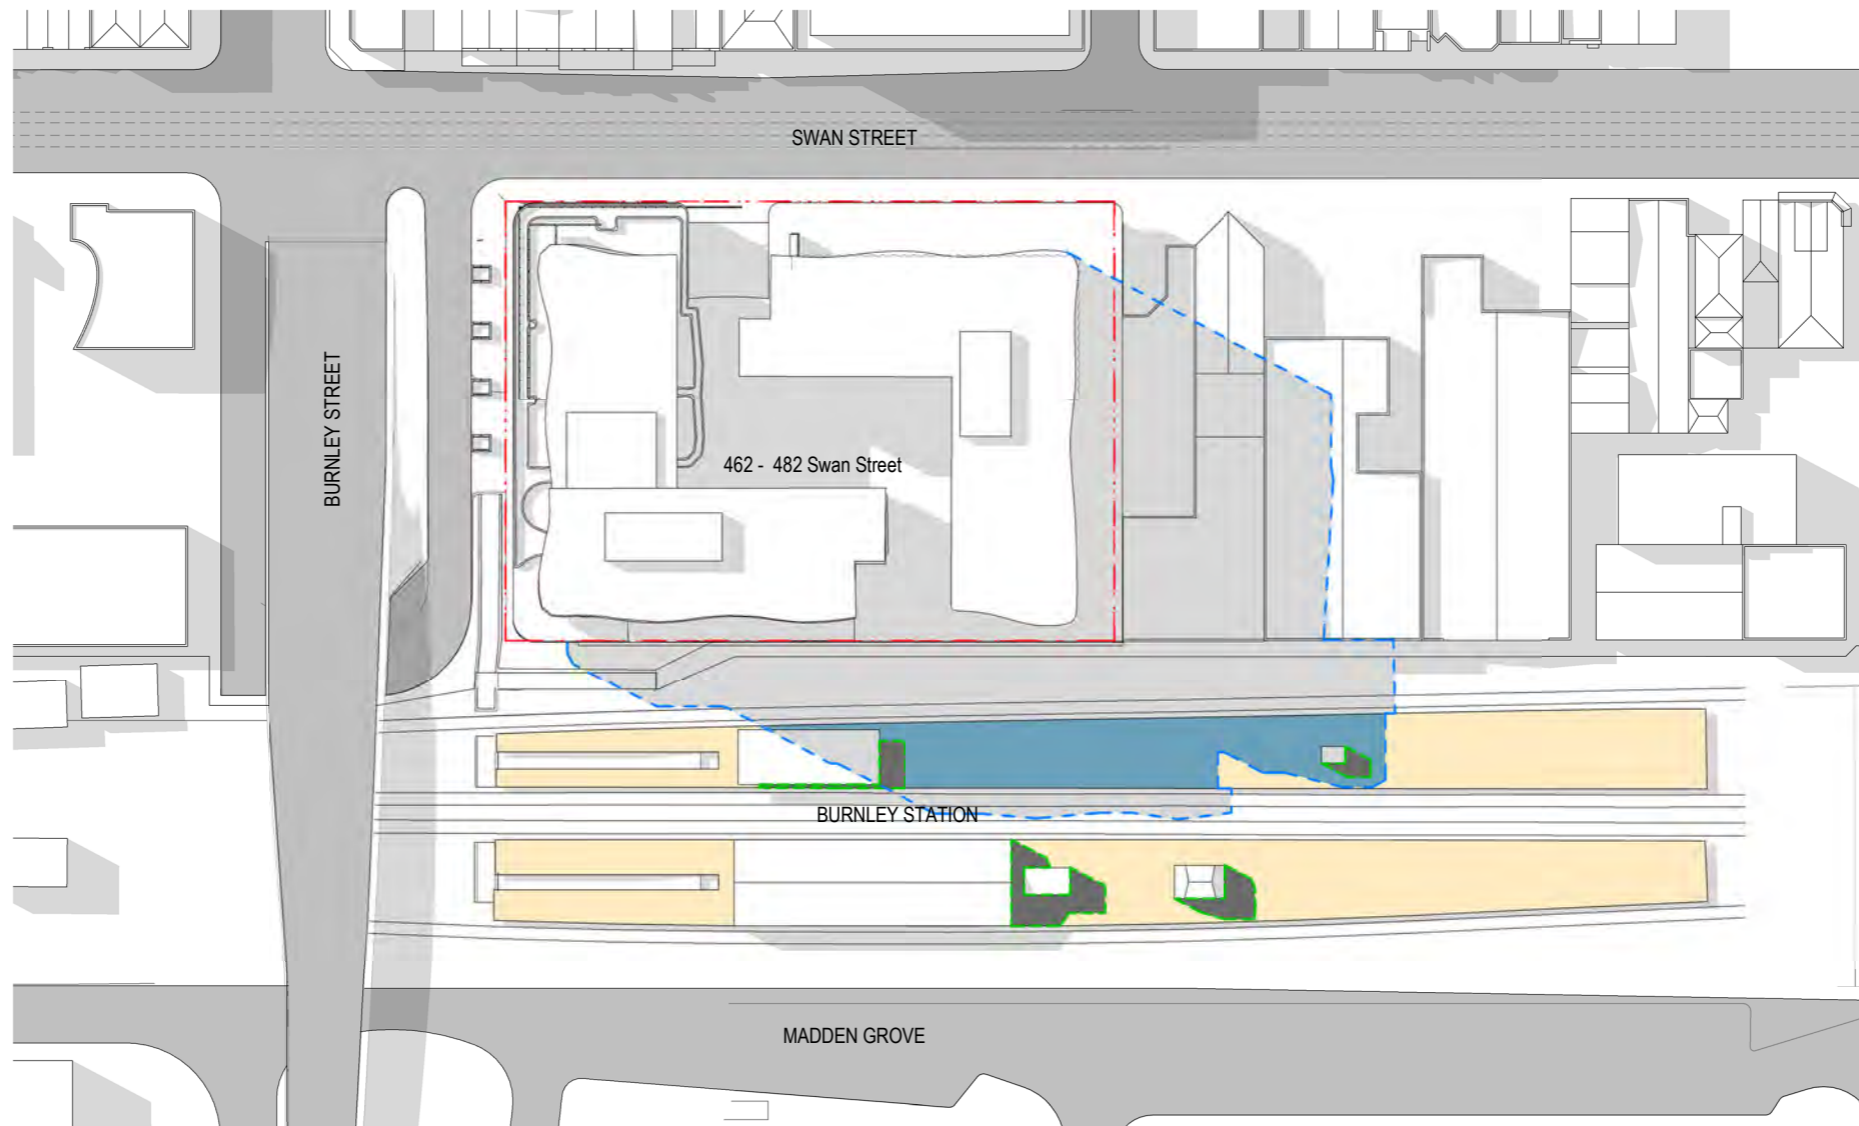 SWAN STREET
BURNLEY STREET
462 - 482 Swan Street
BURNLEY STATION
MADDEN GROVE